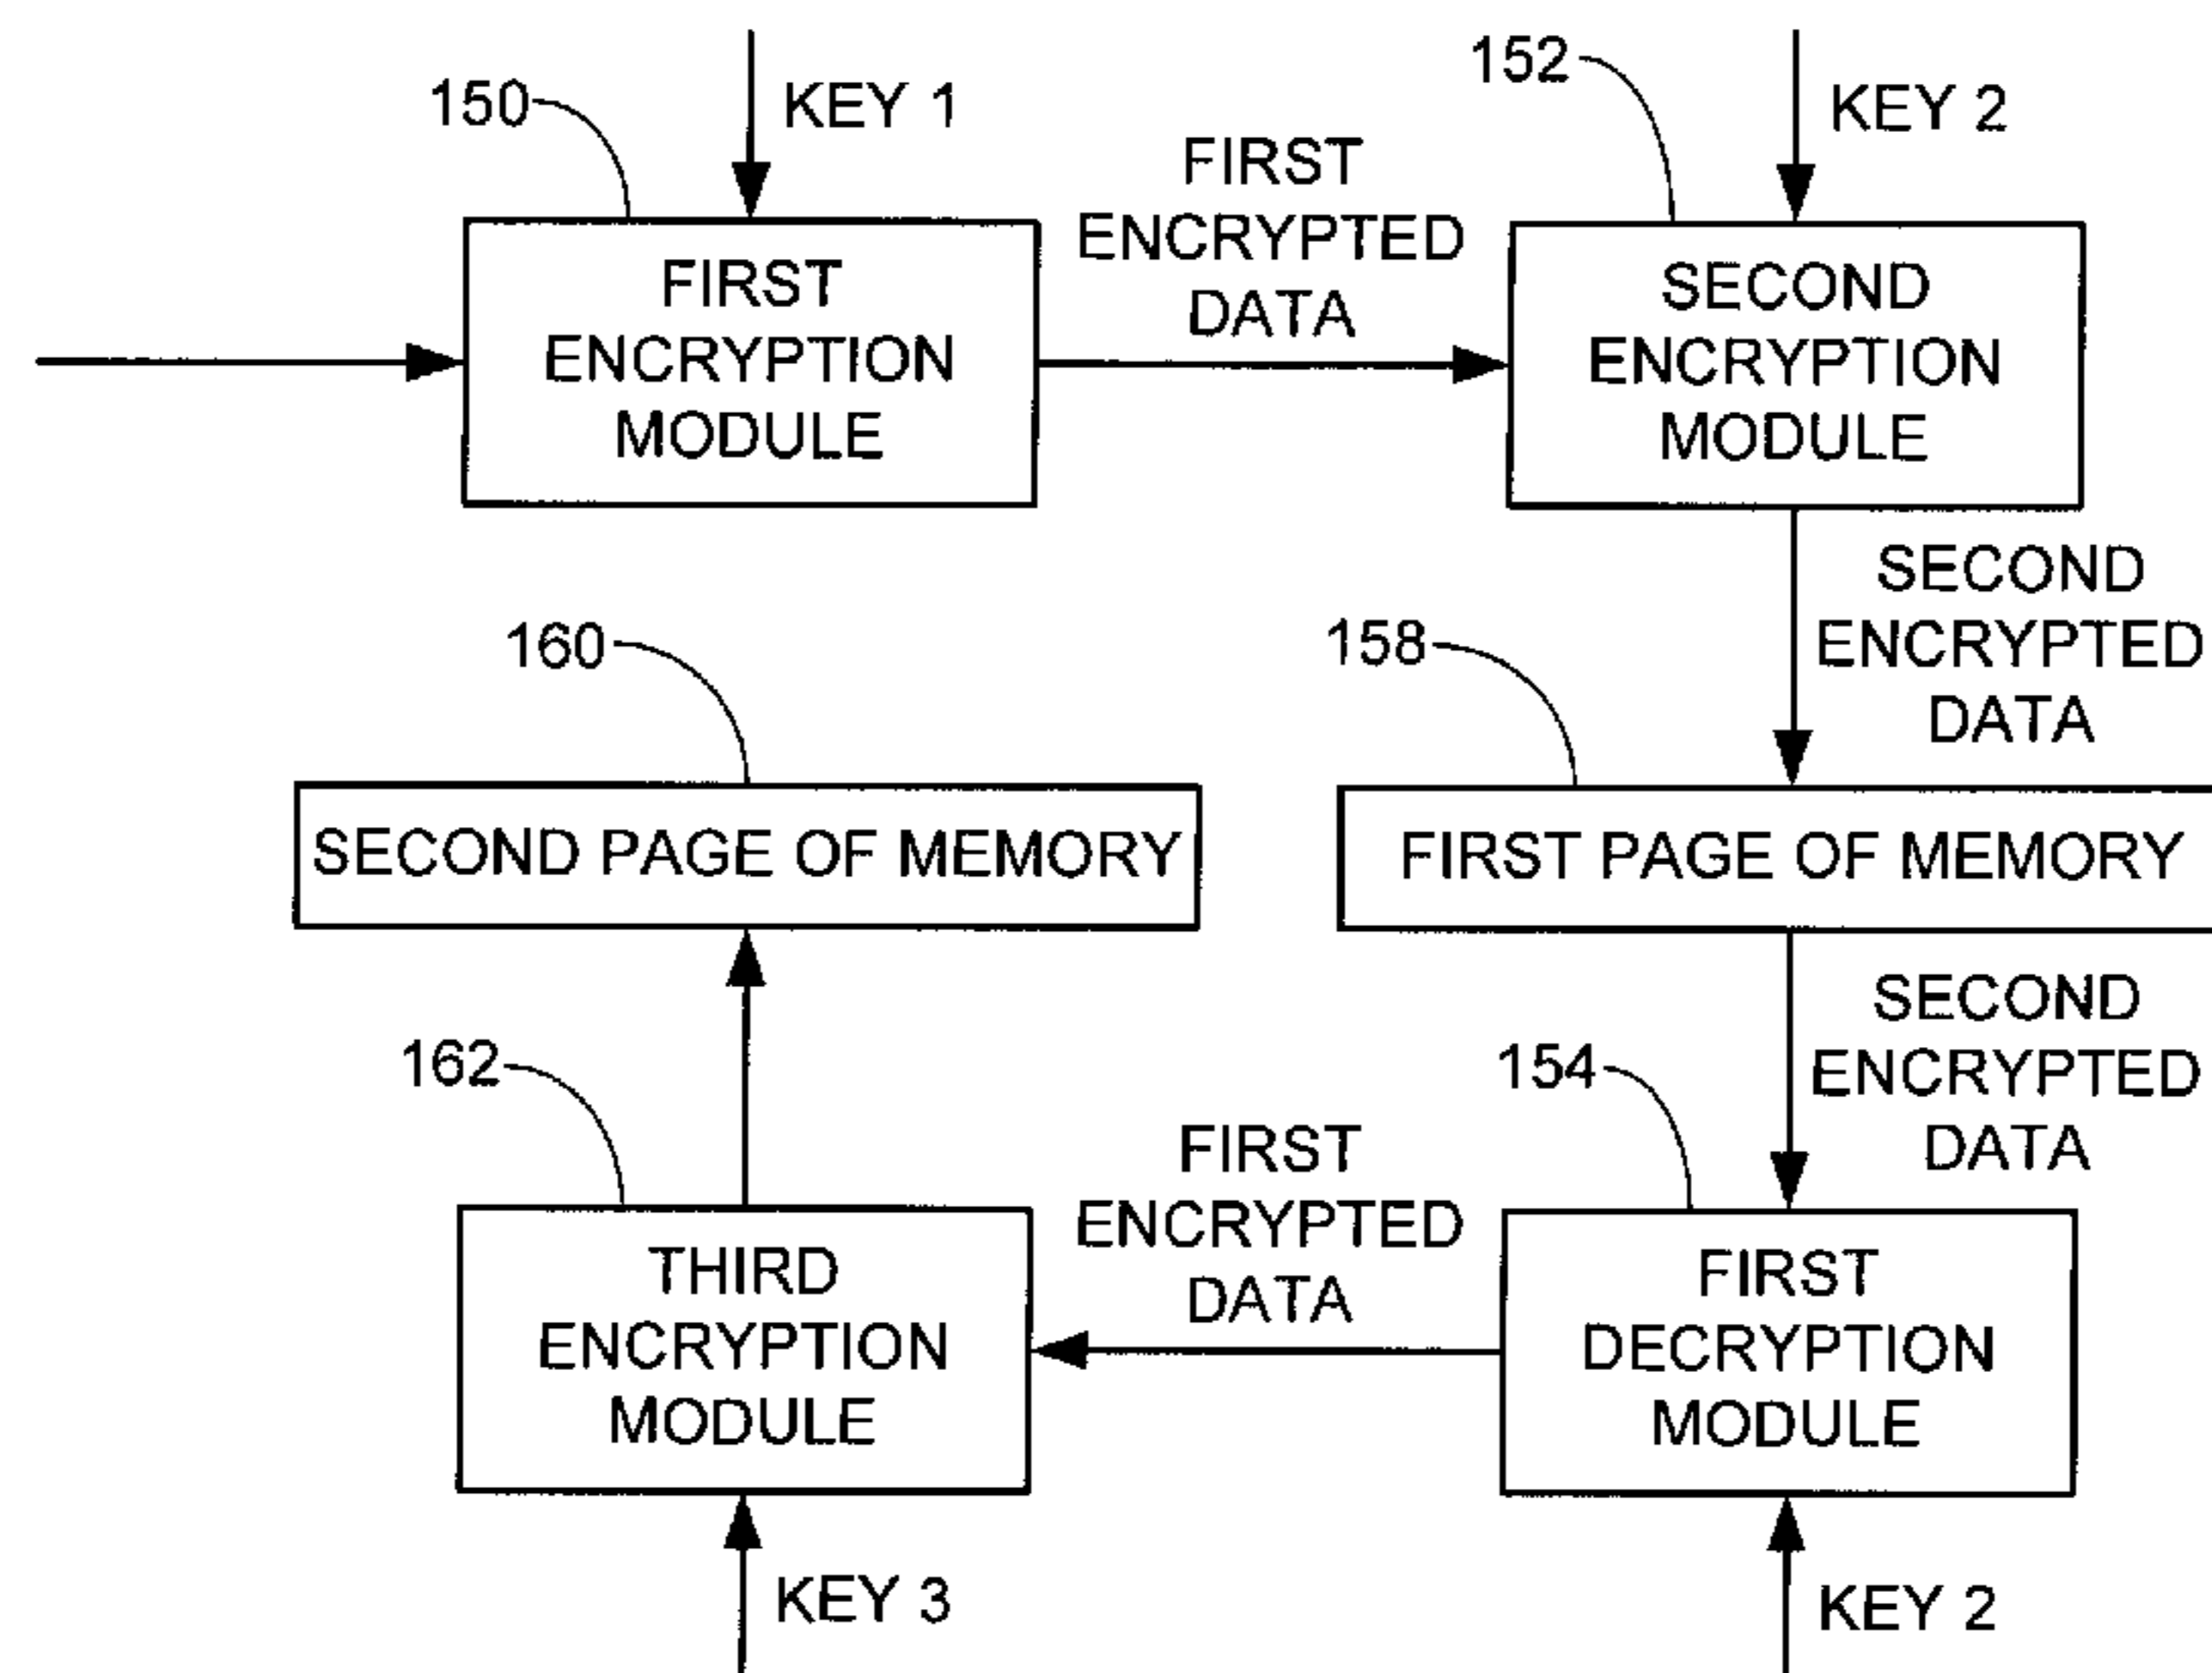 150
KEY 1
152
KEY 2
FIRST
ENCRYPTED
DATA
FIRST
ENCRYPTION
MODULE
SECOND
ENCRYPTION
MODULE
SECOND
ENCRYPTED
DATA
160
158
SECOND PAGE OF MEMORY
FIRST PAGE OF MEMORY
SECOND
ENCRYPTED
DATA
162
154
FIRST
ENCRYPTED
DATA
THIRD
ENCRYPTION
MODULE
FIRST
DECRYPTION
MODULE
KEY 3
KEY 2